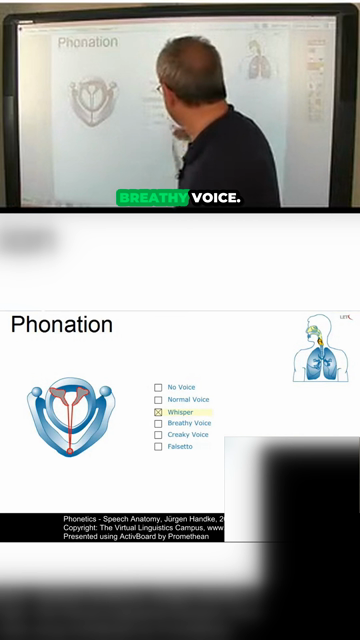 Phonation
BREATHY VOICE.
Phonation
No Voice
Normal Voice
Whisper
Breathy Voice
Creaky Voice
Falsetto
Phonetics - Speech Anatomy, Jürgen Handke,
Copyright: The Virtual Linguistics Campus, www
Presented using ActivBoard by Promethean